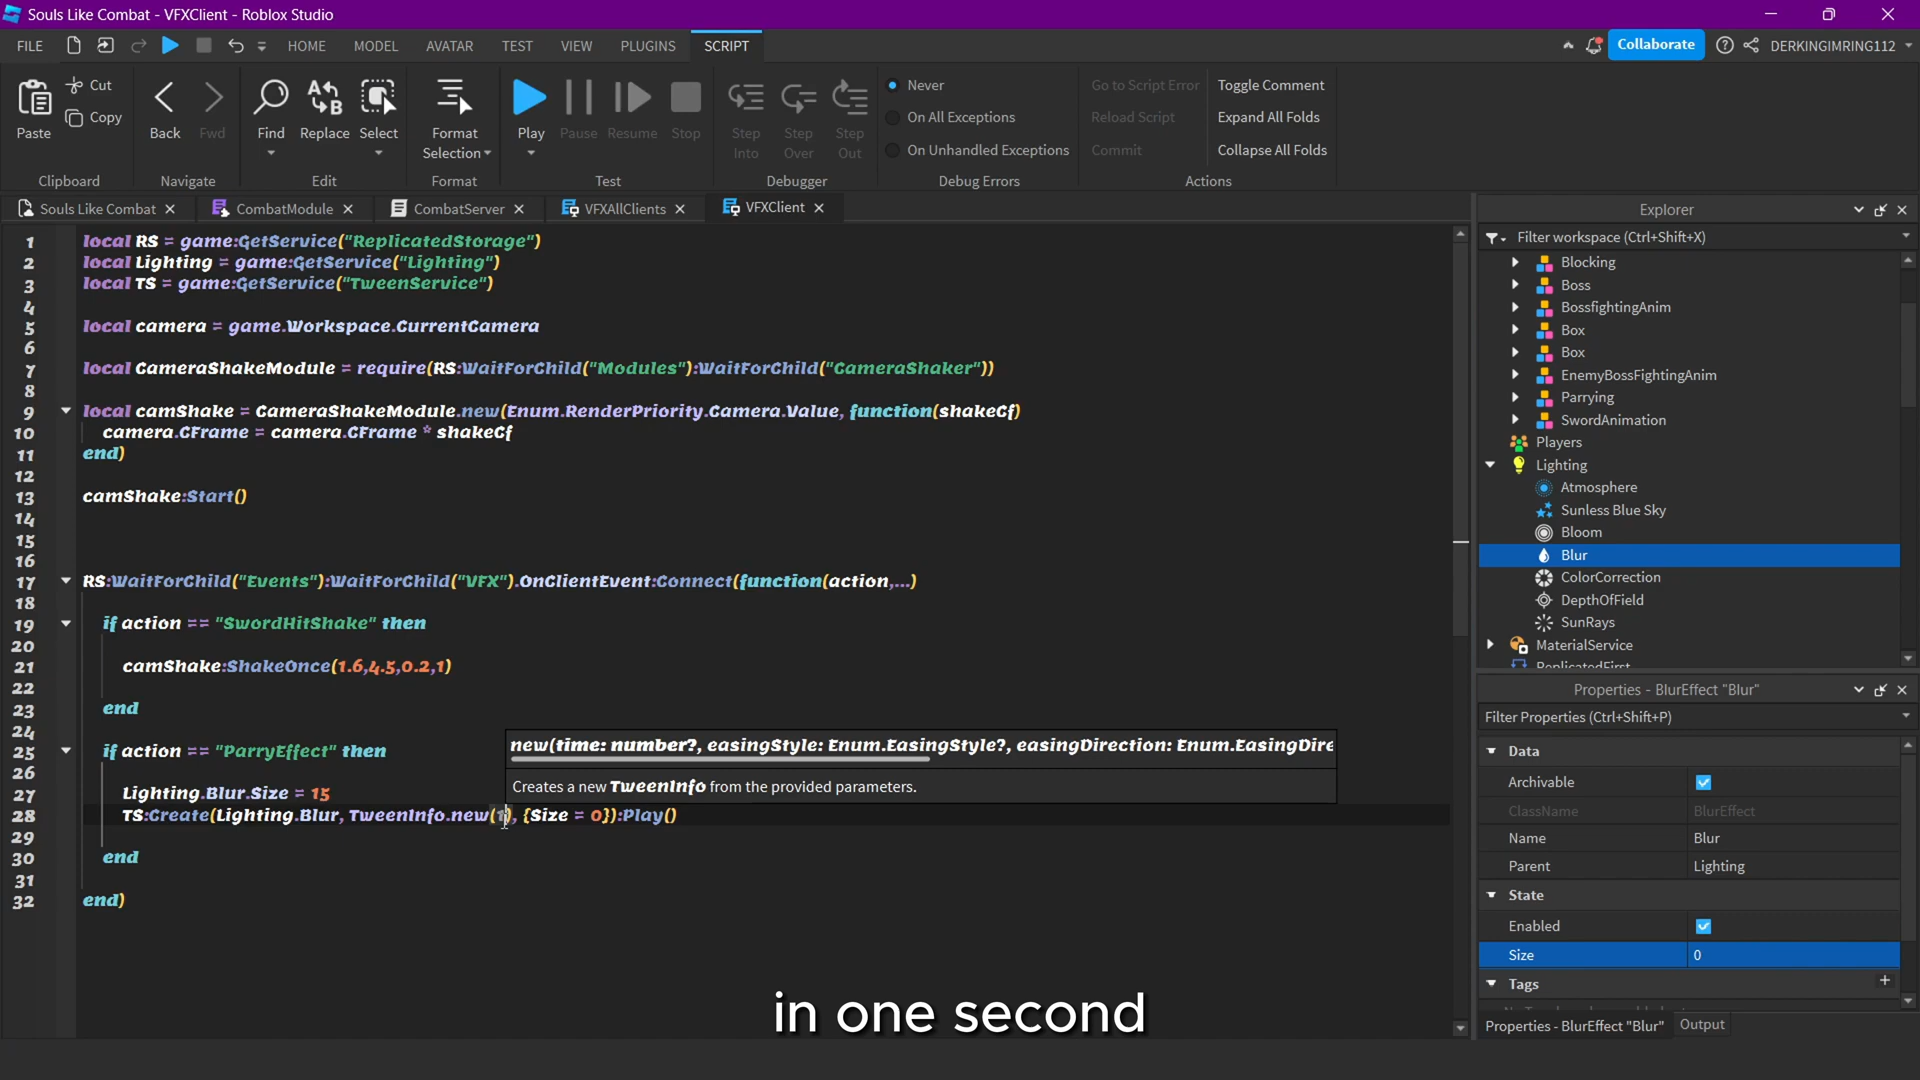 Souls Like Combat - VFXClient - Roblox Studio
FILE HOME MODEL AVATAR TEST VIEW PLUGINS SCRIPT Collaborate DERKINGIMRING112
Paste Cut Copy Back Fwd Find Replace Select Format Selection Play Pause Resume Stop Step Into Step Over Step Out
Never
On All Exceptions
On Unhandled Exceptions
Go to Script Error
Reload Script
Commit
Toggle Comment
Expand All Folds
Collapse All Folds
Clipboard Navigate Edit Format Test Debugger Debug Errors Actions
Souls Like Combat CombatModule CombatServer VFXAllClients VFXClient
1 local RS = game:GetService("ReplicatedStorage")
2 local Lighting = game:GetService("Lighting")
3 local TS = game:GetService("TweenService")
4
5 local camera = game.Workspace.CurrentCamera
6
7 local CameraShakeModule = require(RS:WaitForChild("Modules"):WaitForChild("CameraShaker"))
8
9 local camShake = CameraShakeModule.new(Enum.RenderPriority.Camera.Value, function(shakeCf)
10 camera.CFrame = camera.CFrame * shakeCf
11 end)
12
13 camShake:Start()
14
15
16
17 RS:WaitForChild("Events"):WaitForChild("VFX").OnClientEvent:Connect(function(action,...)
18
19 if action == "SwordHitShake" then
20
21 camShake:ShakeOnce(1.6,4.5,0.2,1)
22
23 end
24
25 if action == "ParryEffect" then
26
27 Lighting.Blur.Size = 15
28 TS:Create(Lighting.Blur, TweenInfo.new(1), {Size = 0}):Play()
29
30 end
31
32 end)
new(time: number?, easingStyle: Enum.EasingStyle?, easingDirection: Enum.EasingDire
Creates a new TweenInfo from the provided parameters.
in one second
Explorer
Filter workspace (Ctrl+Shift+X)
Blocking
Boss
BossfightingAnim
Box
Box
EnemyBossFightingAnim
Parrying
SwordAnimation
Players
Lighting
Atmosphere
Sunless Blue Sky
Bloom
Blur
ColorCorrection
DepthOfField
SunRays
MaterialService
ReplicatedFirst
Properties - BlurEffect "Blur"
Filter Properties (Ctrl+Shift+P)
Data
Archivable
ClassName BlurEffect
Name Blur
Parent Lighting
State
Enabled
Size 0
Tags
Properties - BlurEffect "Blur" Output